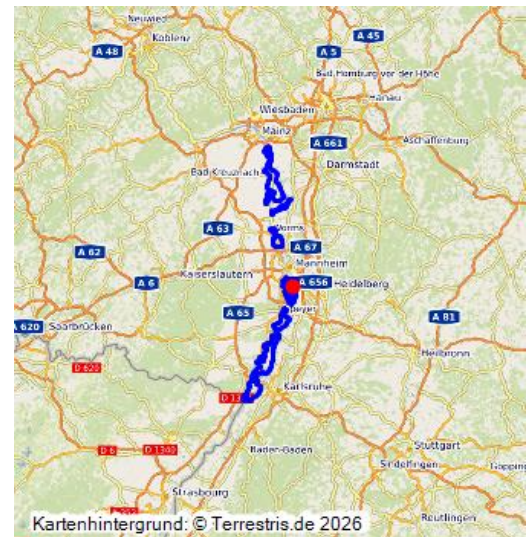 Neuwied
Koblenz
A 48
A 45
A 5
Bad Homburg vor der Höhe
Hanau
Wiesbaden
Mainz
Aschaffenburg
A 661
Darmstadt
Bad Kreuznach
A 63
Worms
A 67
A 62
Mannheim
Kaiserslautern
A 6
A 656
Heidelberg
A 65
A 81
A 620
Saarbrücken
Heilbronn
D 620
Karlsruhe
D 6
D 1340
Baden-Baden
Stuttgart
Sindelfingen
Göpping
Strasbourg
Reutlingen
Kartenhintergrund: © Terrestris.de 2026